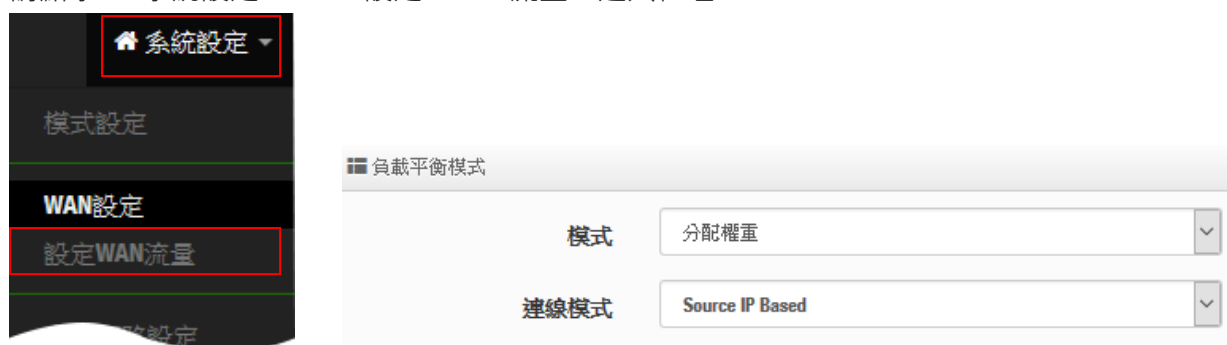 系統設定
模式設定
WAN設定
設定WAN流量
設定
負載平衡模式
模式 分配權重
連線模式 Source IP Based